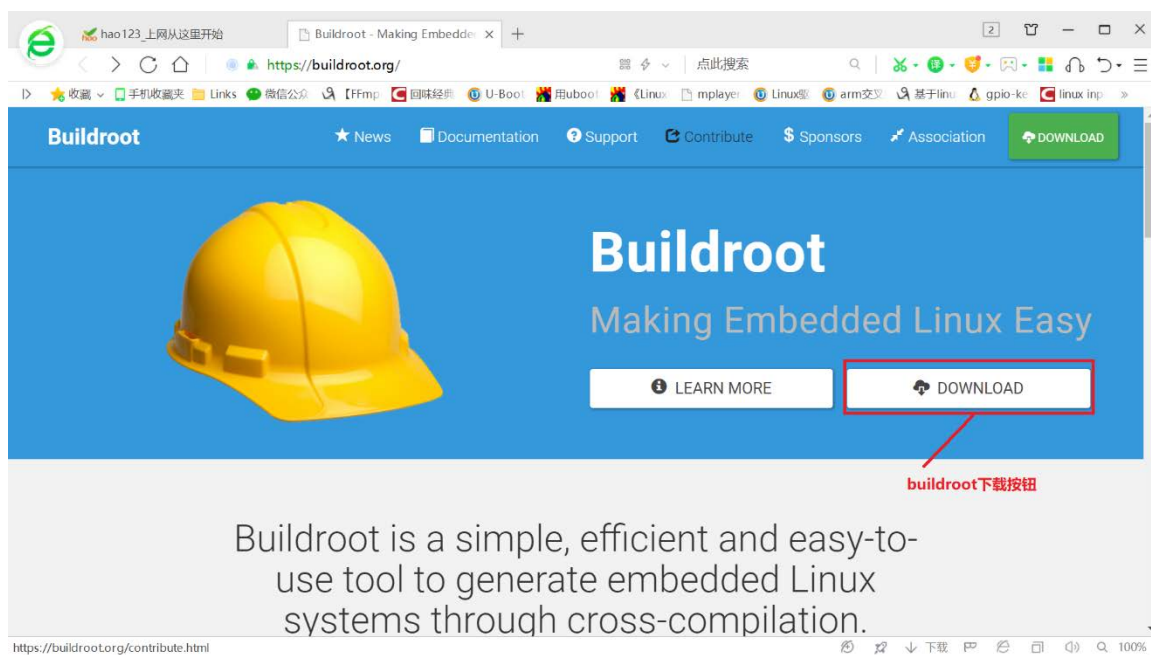 hao123_上网从这里开始
Buildroot - Making Embedde
2
https://buildroot.org/
点此搜索
收藏
手机收藏夹
Links
微信公众
【FFmp
回味经典
U-Boot
用uboot
《Linux
mplayer
Linux驱
arm交叉
基于linu
gpio-ke
linux inp
Buildroot
News
Documentation
Support
Contribute
$ Sponsors
Association
DOWNLOAD
Buildroot
Making Embedded Linux Easy
LEARN MORE
DOWNLOAD
buildroot下载按钮
Buildroot is a simple, efficient and easy-to-
use tool to generate embedded Linux
systems through cross-compilation.
https://buildroot.org/contribute.html
下载
100%